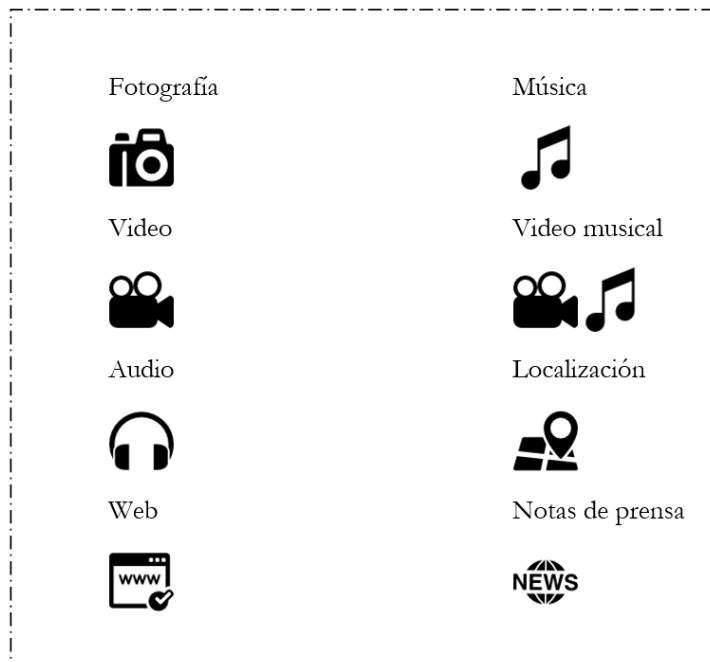 Fotografía
Música
Video
Video musical
Audio
Localización
Web
Notas de prensa
www
NEWS